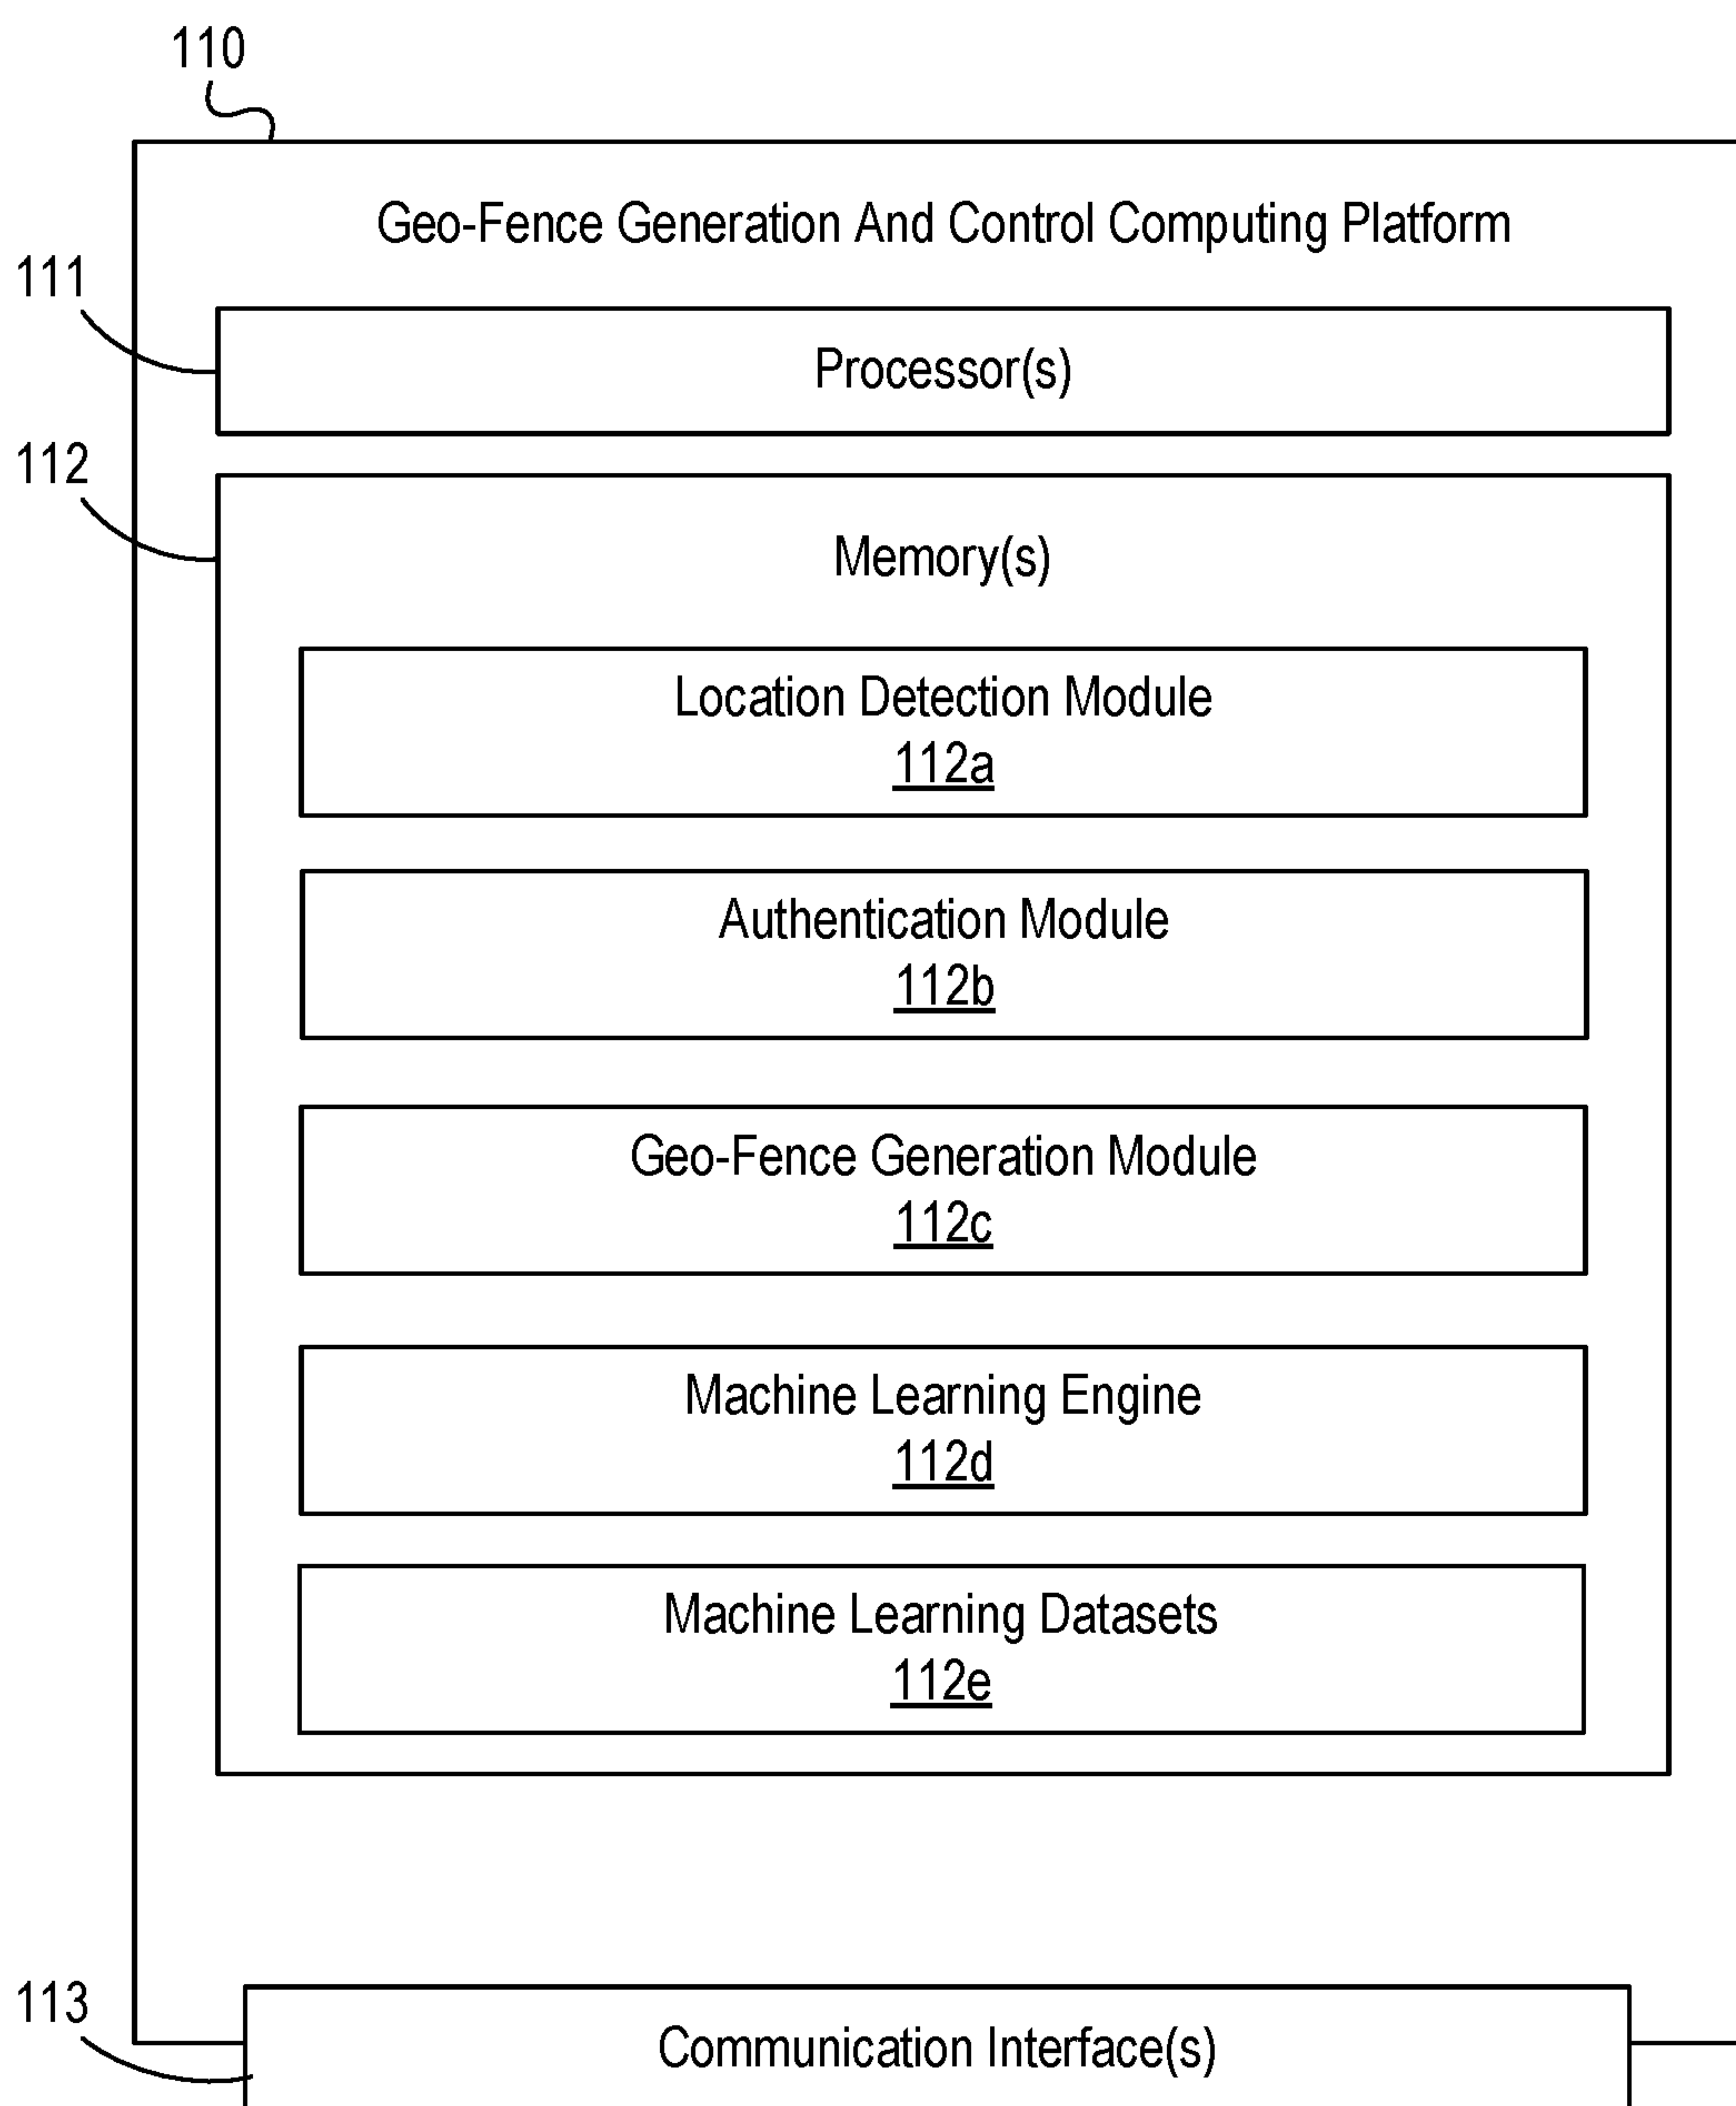 110
Geo-Fence Generation And Control Computing Platform
111
Processor(s)
112
Memory(s)
Location Detection Module
112a
Authentication Module
112b
Geo-Fence Generation Module
112c
Machine Learning Engine
112d
Machine Learning Datasets
112e
113
Communication Interface(s)